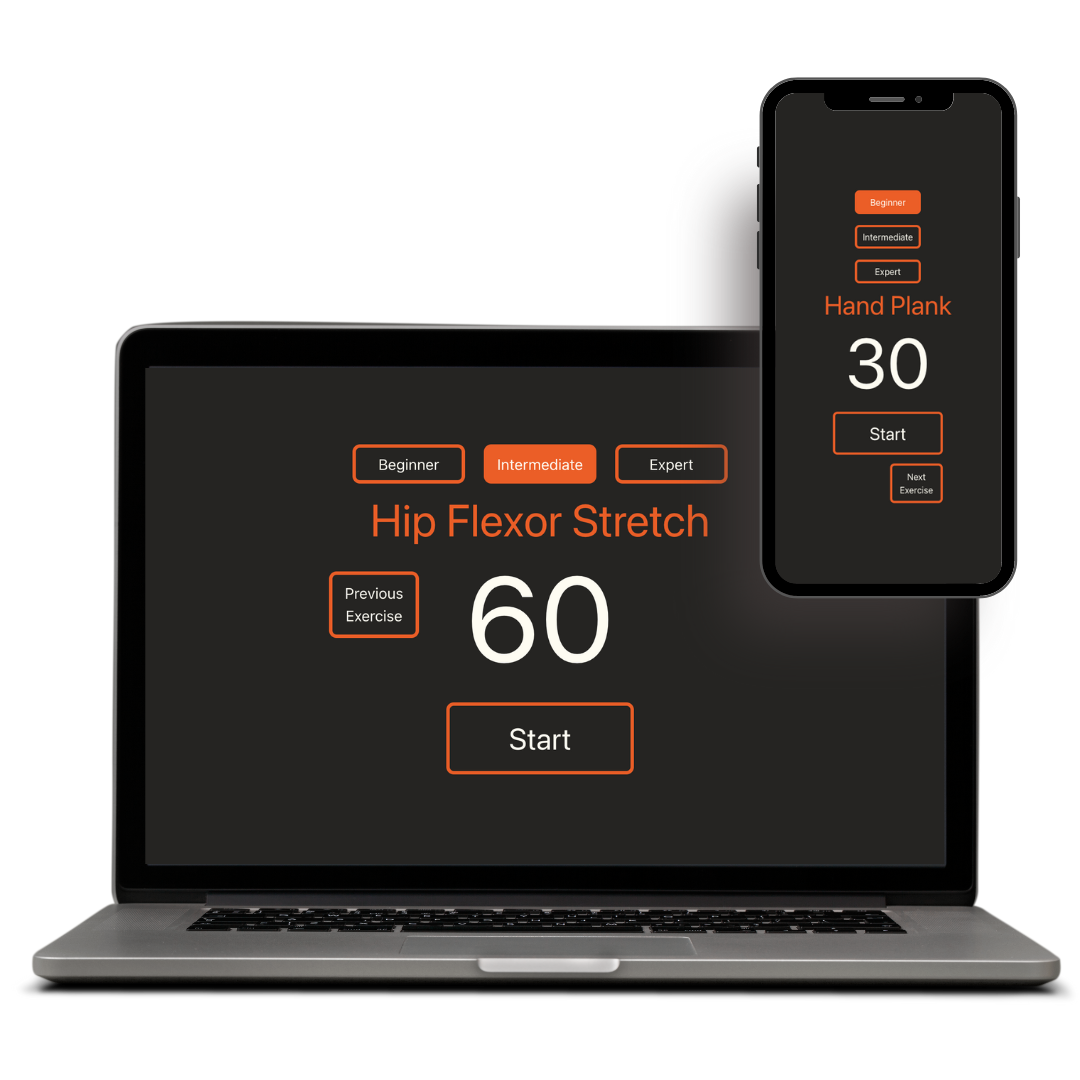 Beginner
Intermediate
Expert
Hand Plank
30
Start
Next
Exercise
Beginner Intermediate Expert
Hip Flexor Stretch
Previous
Exercise
60
Start